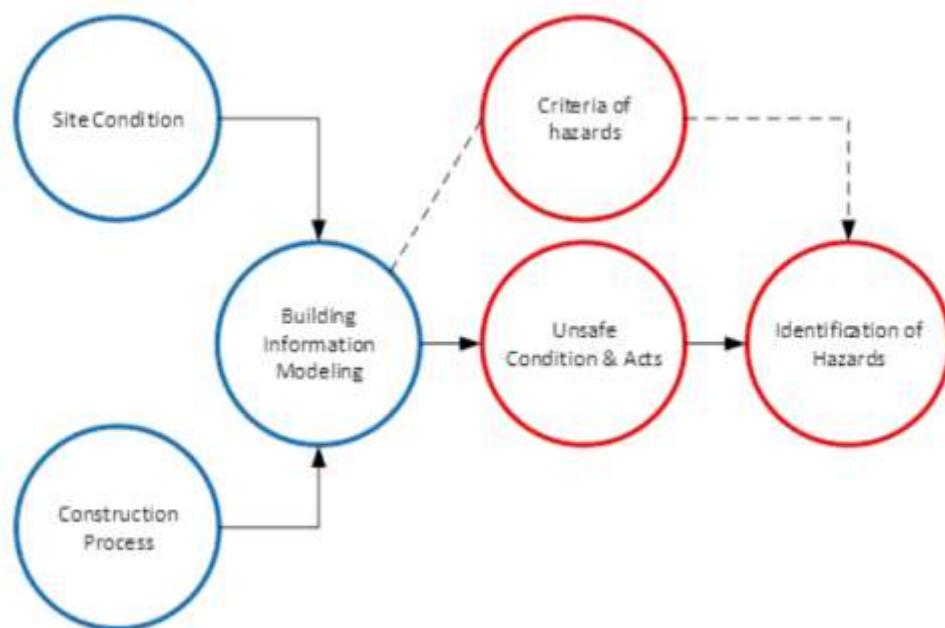 Site Condition
Criteria of
hazards
Building
Information
Modeling
Unsafe
Condition & Acts
Identification of
Hazards
Construction
Process